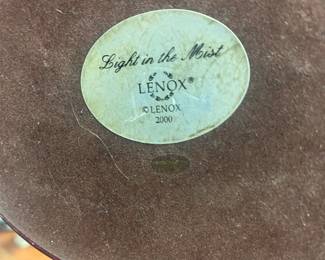 Light in the Mist
LENOX®
© LENOX
2000